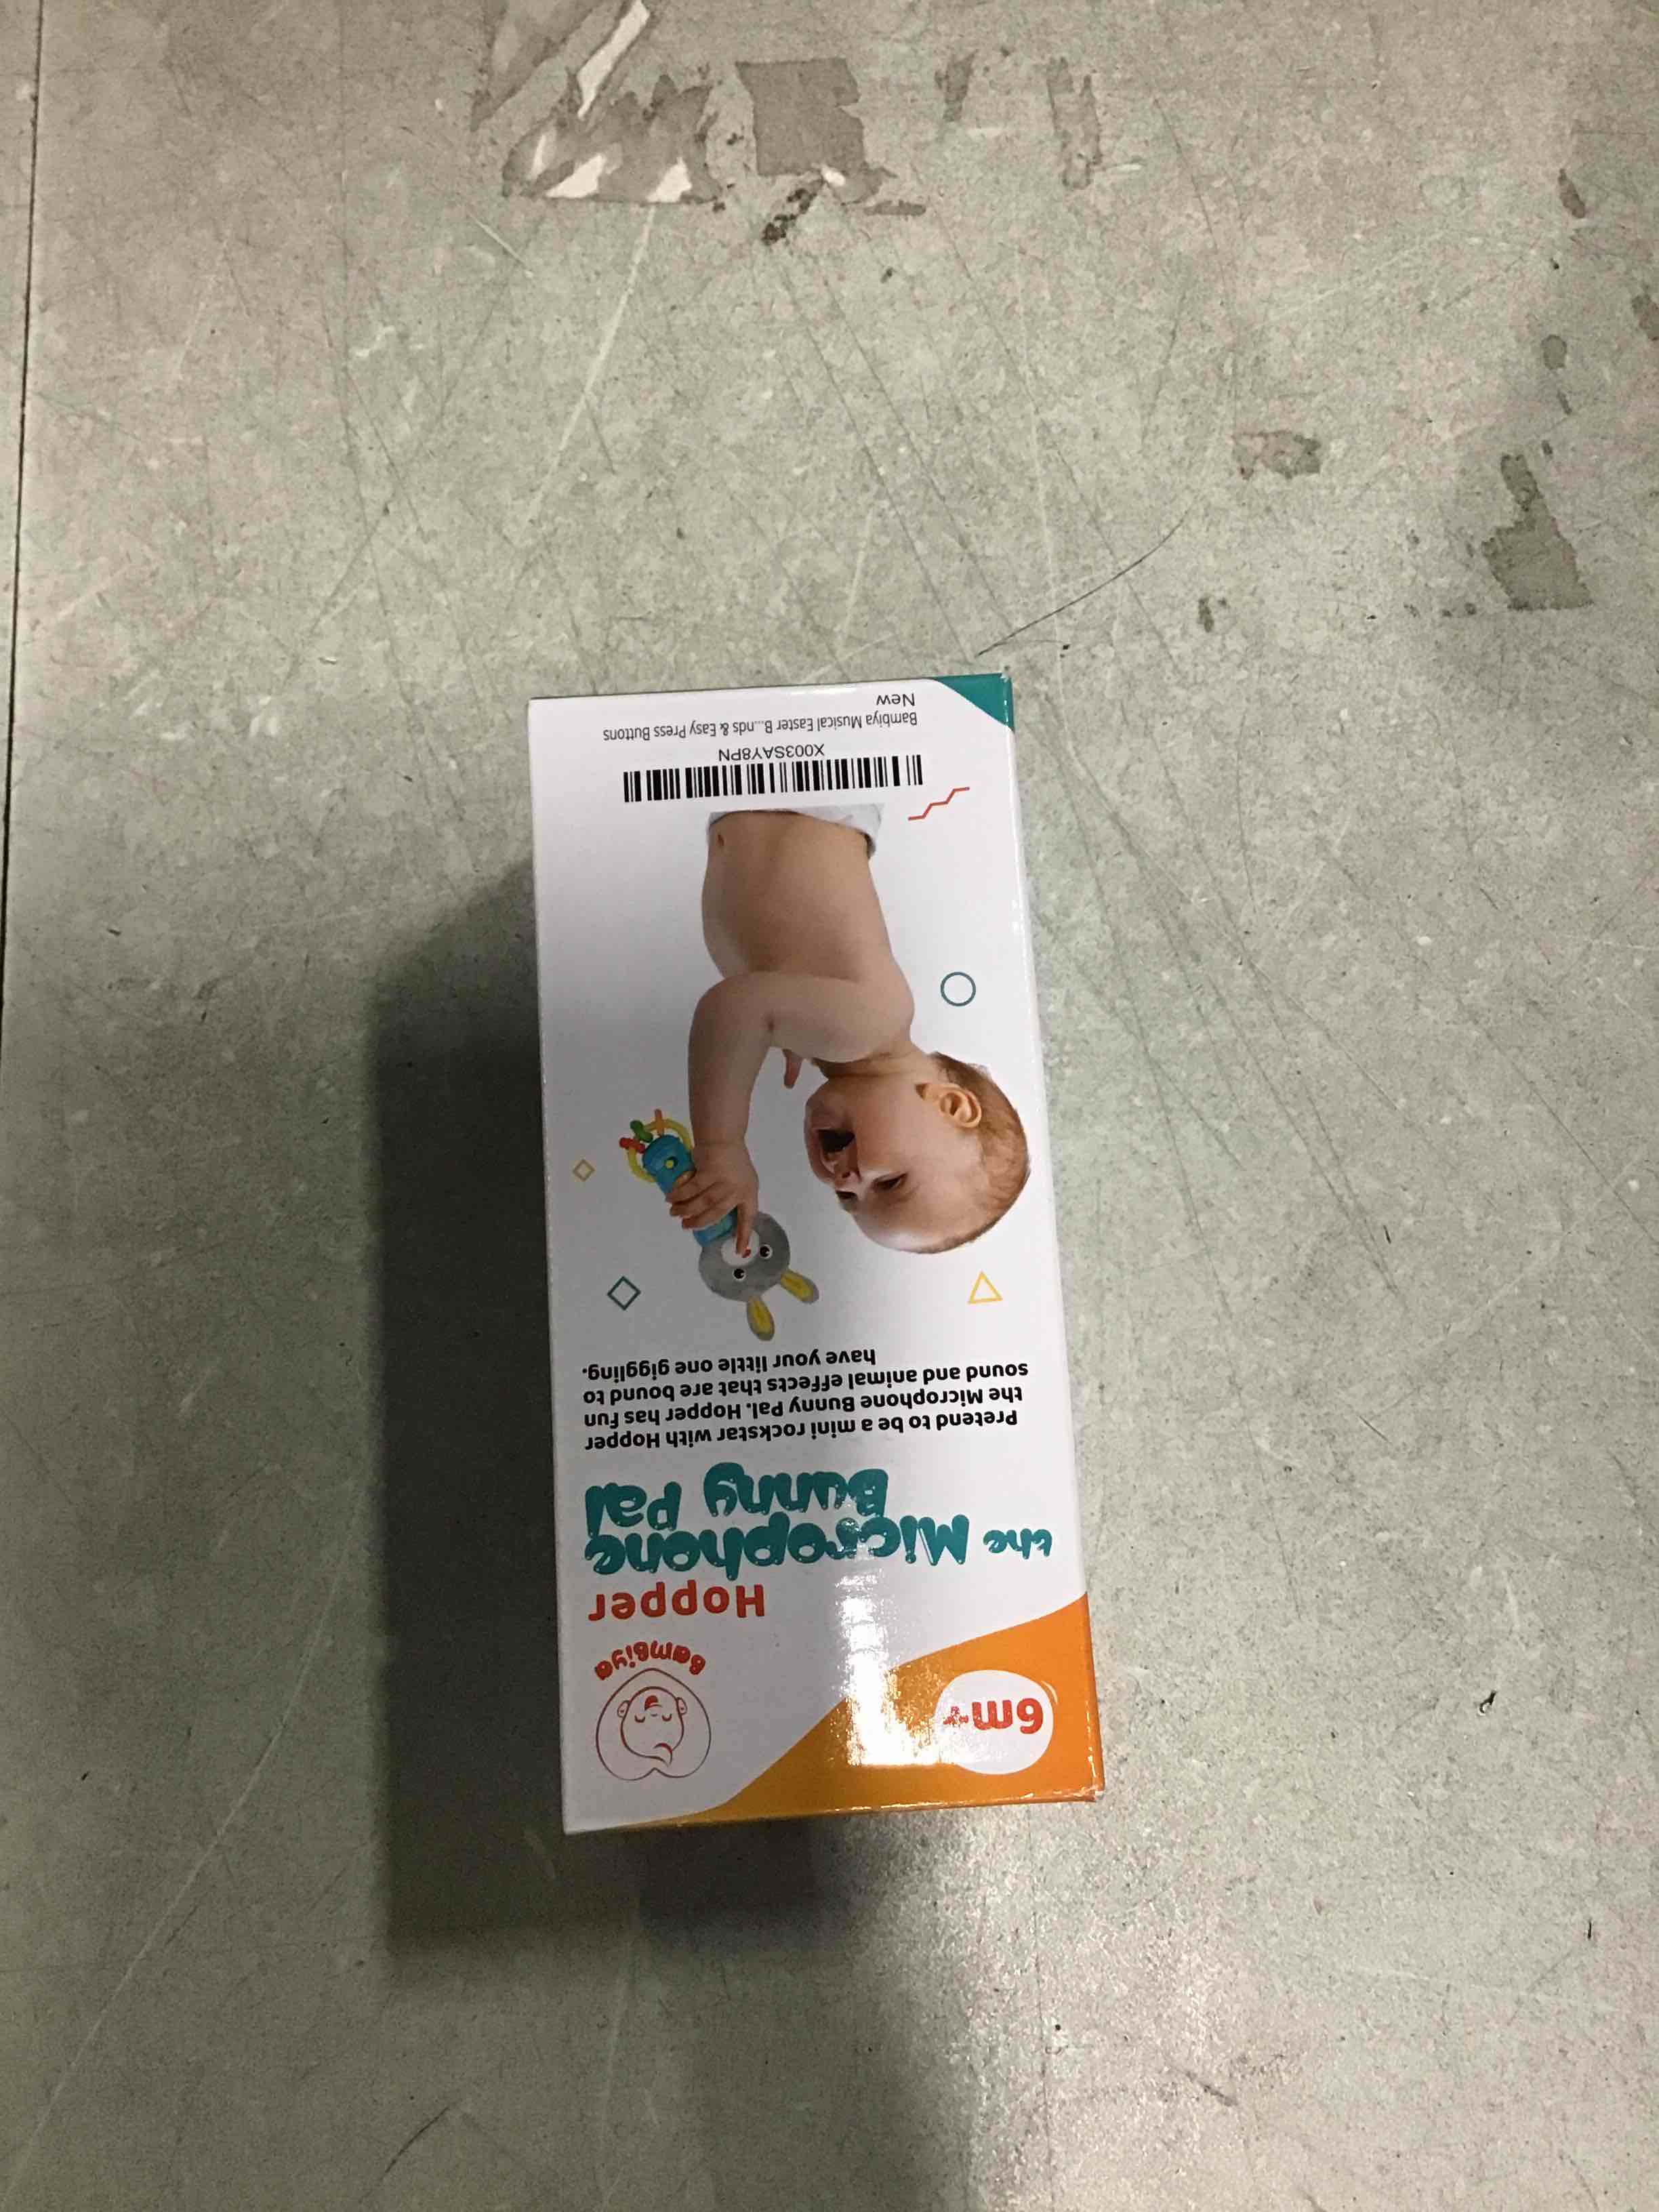 6m+
Bambiya
Hopper
the Microphone
Bunny Pal
Pretend to be a mini rockstar with Hopper
the Microphone Bunny Pal. Hopper has fun
sound and animal effects that are bound to
have your little one giggling.
X003SAY8PN
Bambiya Musical Easter B...nds & Easy Press Buttons
New